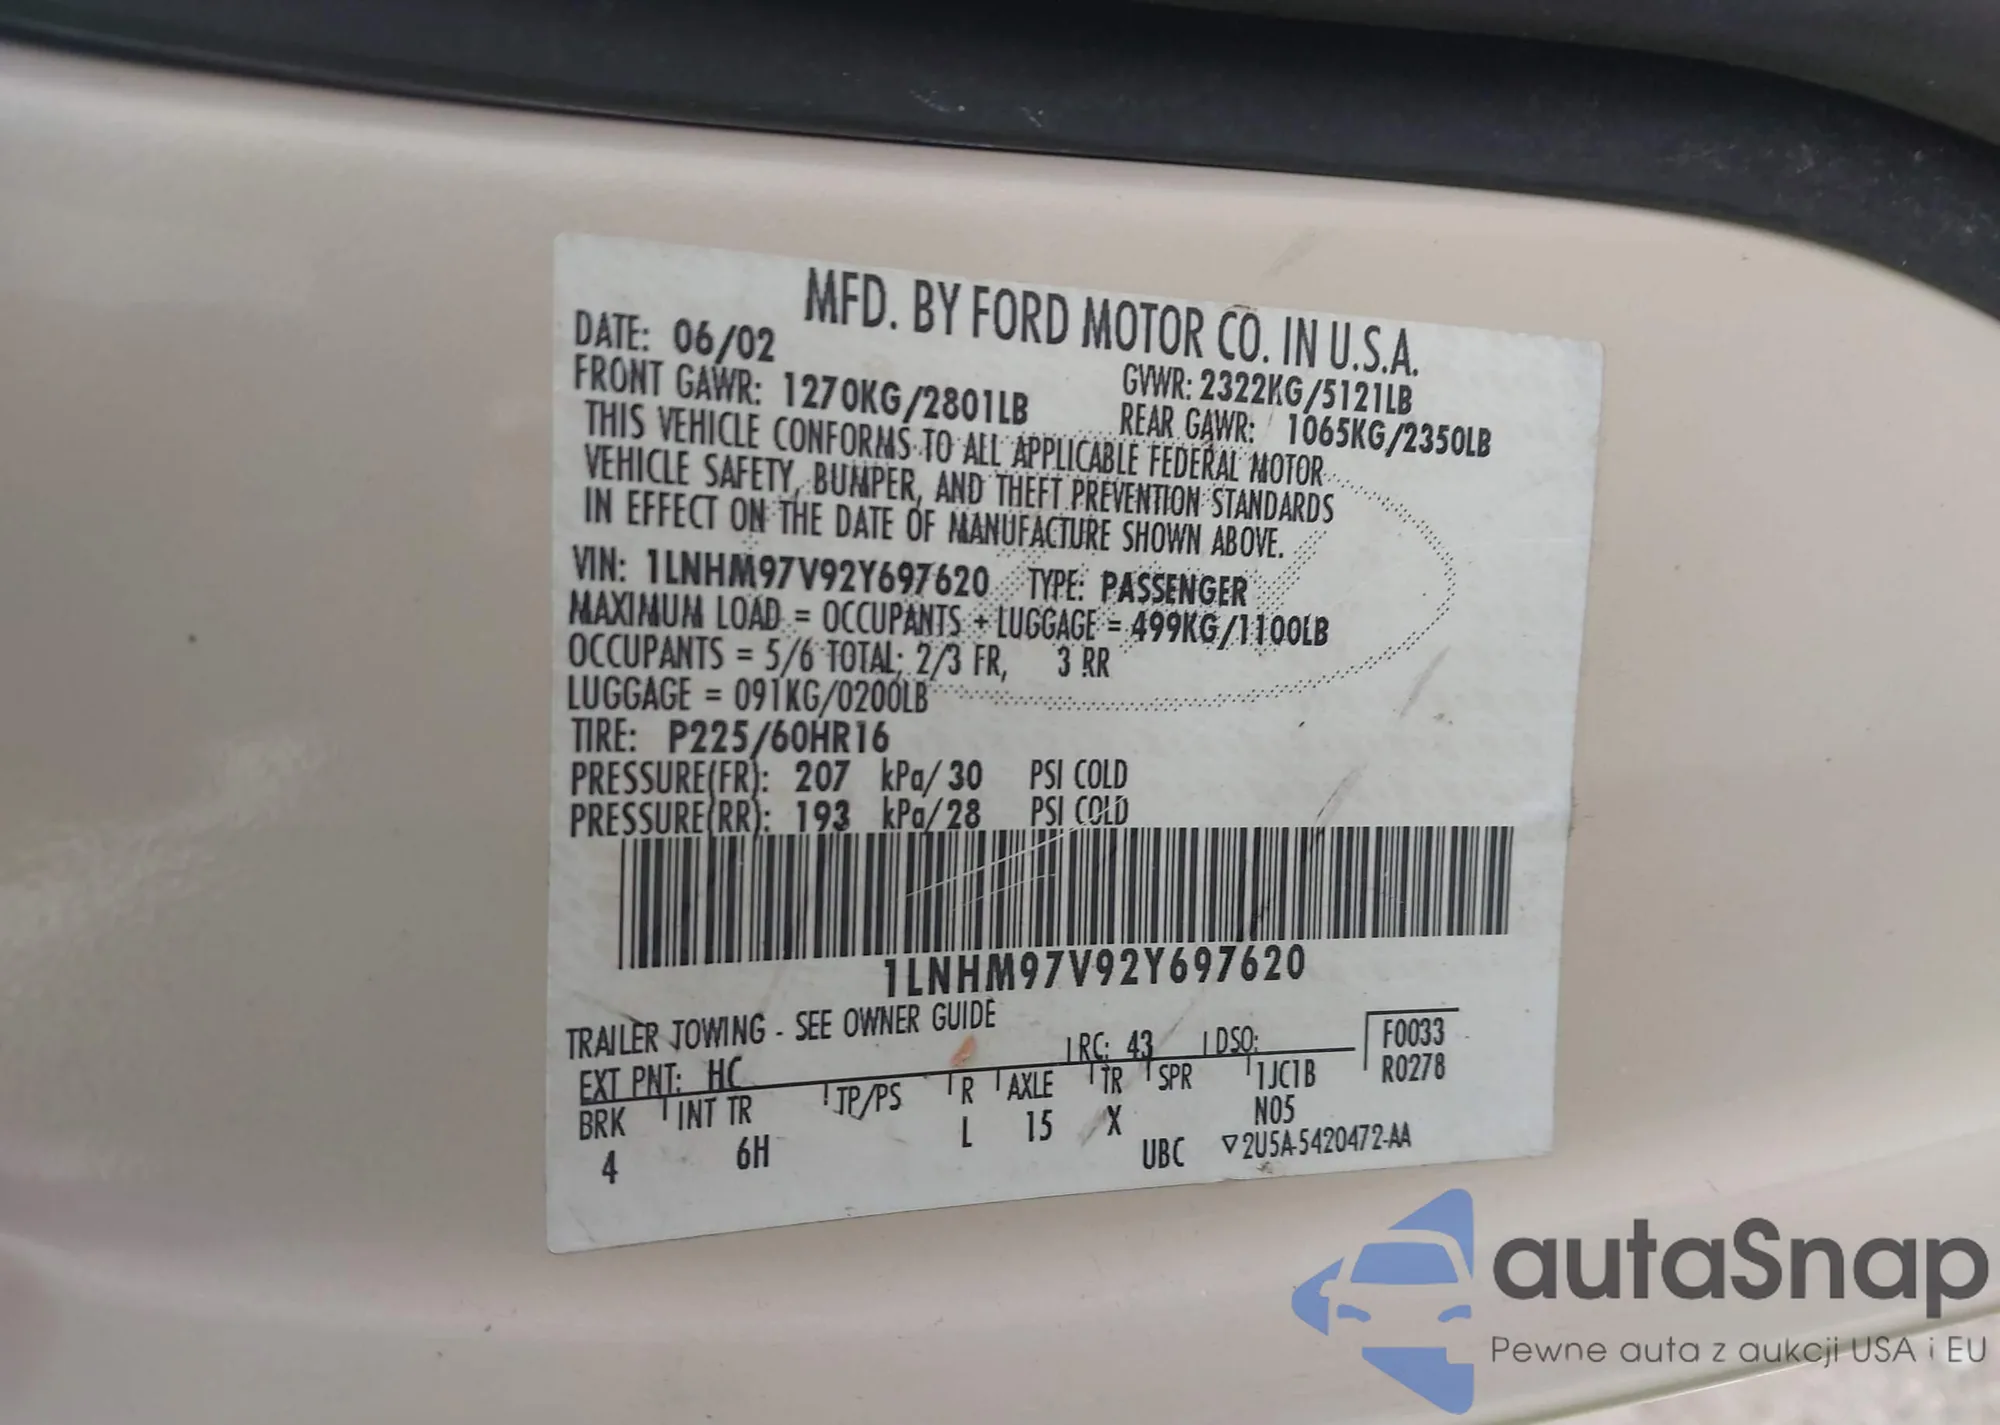 MFD. BY FORD MOTOR CO. IN U.S.A.
DATE: 06/02 GVWR: 2322KG/5121LB
FRONT GAWR: 1270KG/2801LB REAR GAWR: 1065KG/2350LB
THIS VEHICLE CONFORMS TO ALL APPLICABLE FEDERAL MOTOR
VEHICLE SAFETY, BUMPER, AND THEFT PREVENTION STANDARDS
IN EFFECT ON THE DATE OF MANUFACTURE SHOWN ABOVE.
VIN: 1LNHM97V92Y697620 TYPE: PASSENGER
MAXIMUM LOAD = OCCUPANTS + LUGGAGE = 499KG/1100LB
OCCUPANTS = 5/6 TOTAL; 2/3 FR, 3 RR
LUGGAGE = 091KG/0200LB
TIRE: P225/60HR16
PRESSURE(FR): 207 kPa/30 PSI COLD
PRESSURE(RR): 193 kPa/28 PSI COLD
1LNHM97V92Y697620
TRAILER TOWING - SEE OWNER GUIDE
EXT PNT: HC RC: 43 DSO: F0033
BRK INT TR TP/PS R AXLE TR SPR 1JC1B R0278
4 6H L 15 X N05
UBC ▽2U5A-5420472-AA
autaSnap
Pewne auta z aukcji USA i EU